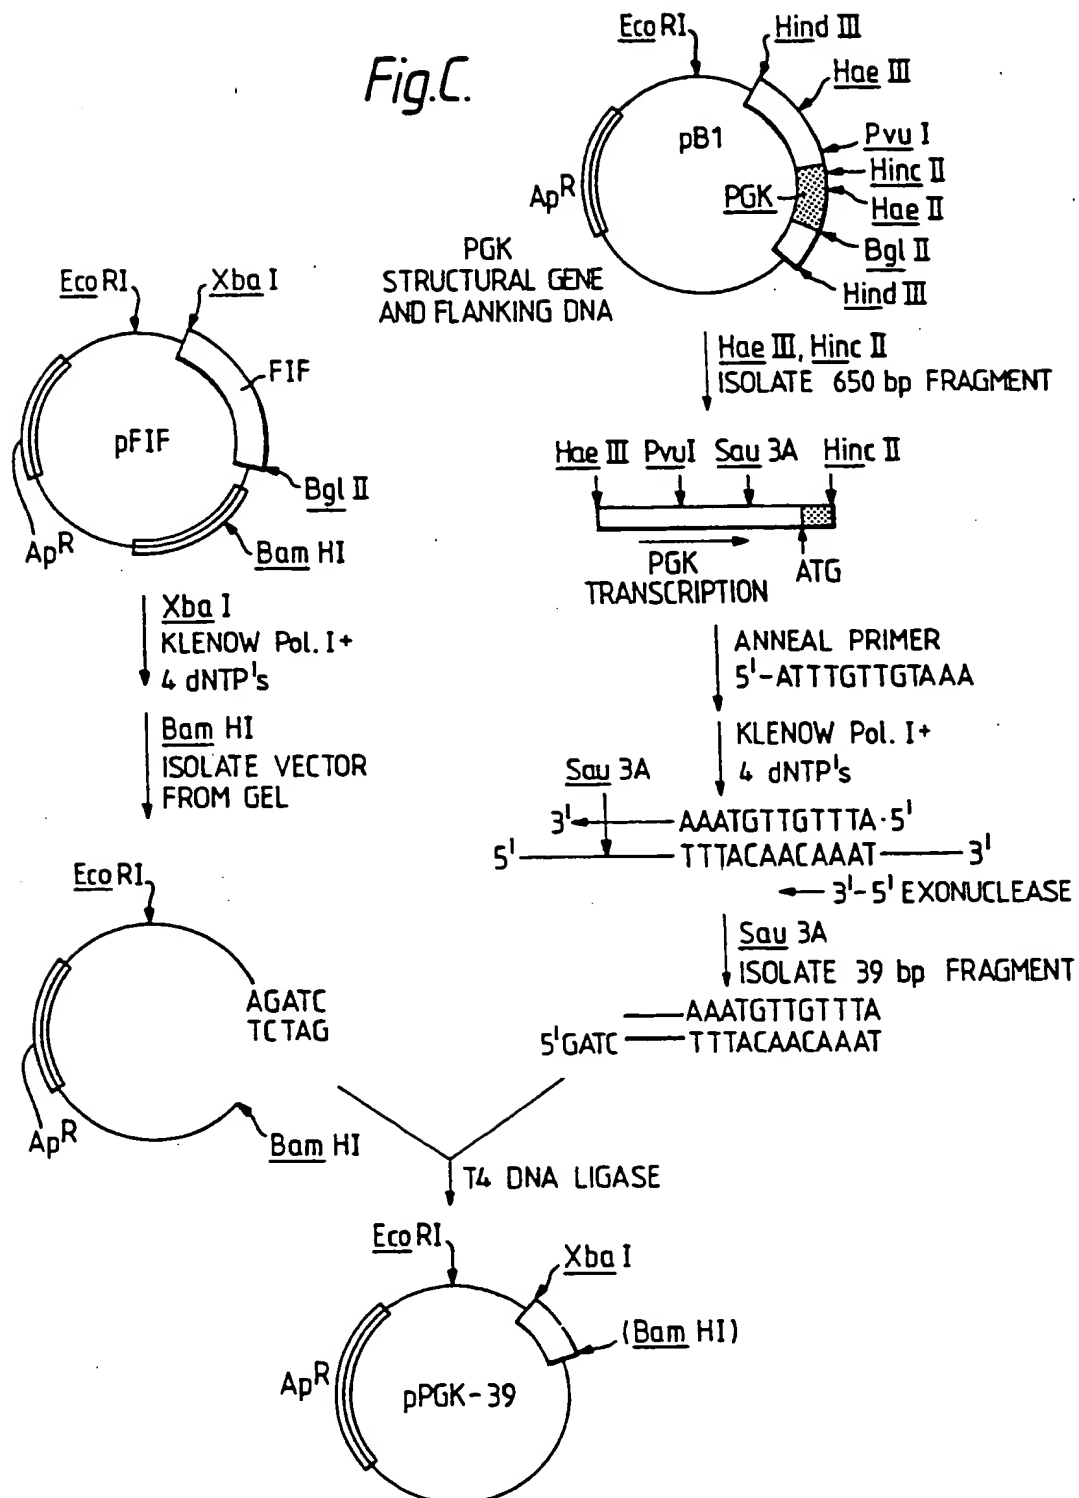 Fig.C.
EcoRI
Hind III
Hae III
Pvu I
Hinc II
Hae II
Bgl II
Hind III
pB1
PGK
ApR
PGK
STRUCTURAL GENE
AND FLANKING DNA
Hae III, Hinc II
ISOLATE 650 bp FRAGMENT
Hae III PvuI Sau 3A Hinc II
PGK
TRANSCRIPTION
ATG
ANNEAL PRIMER
5'-ATTTGTTGTAAA
KLENOW Pol. I+
4 dNTP's
Sau 3A
3' AAATGTTGTTTA·5'
5' TTTACAACAAAT 3'
3'-5' EXONUCLEASE
Sau 3A
ISOLATE 39 bp FRAGMENT
AAATGTTGTTTA
5'GATC TTTACAACAAAT
EcoRI
Xba I
FIF
pFIF
Bgl II
Bam HI
ApR
Xba I
KLENOW Pol. I+
4 dNTP's
Bam HI
ISOLATE VECTOR
FROM GEL
EcoRI
AGATC
TCTAG
ApR
Bam HI
T4 DNA LIGASE
EcoRI
Xba I
(Bam HI)
ApR
pPGK-39